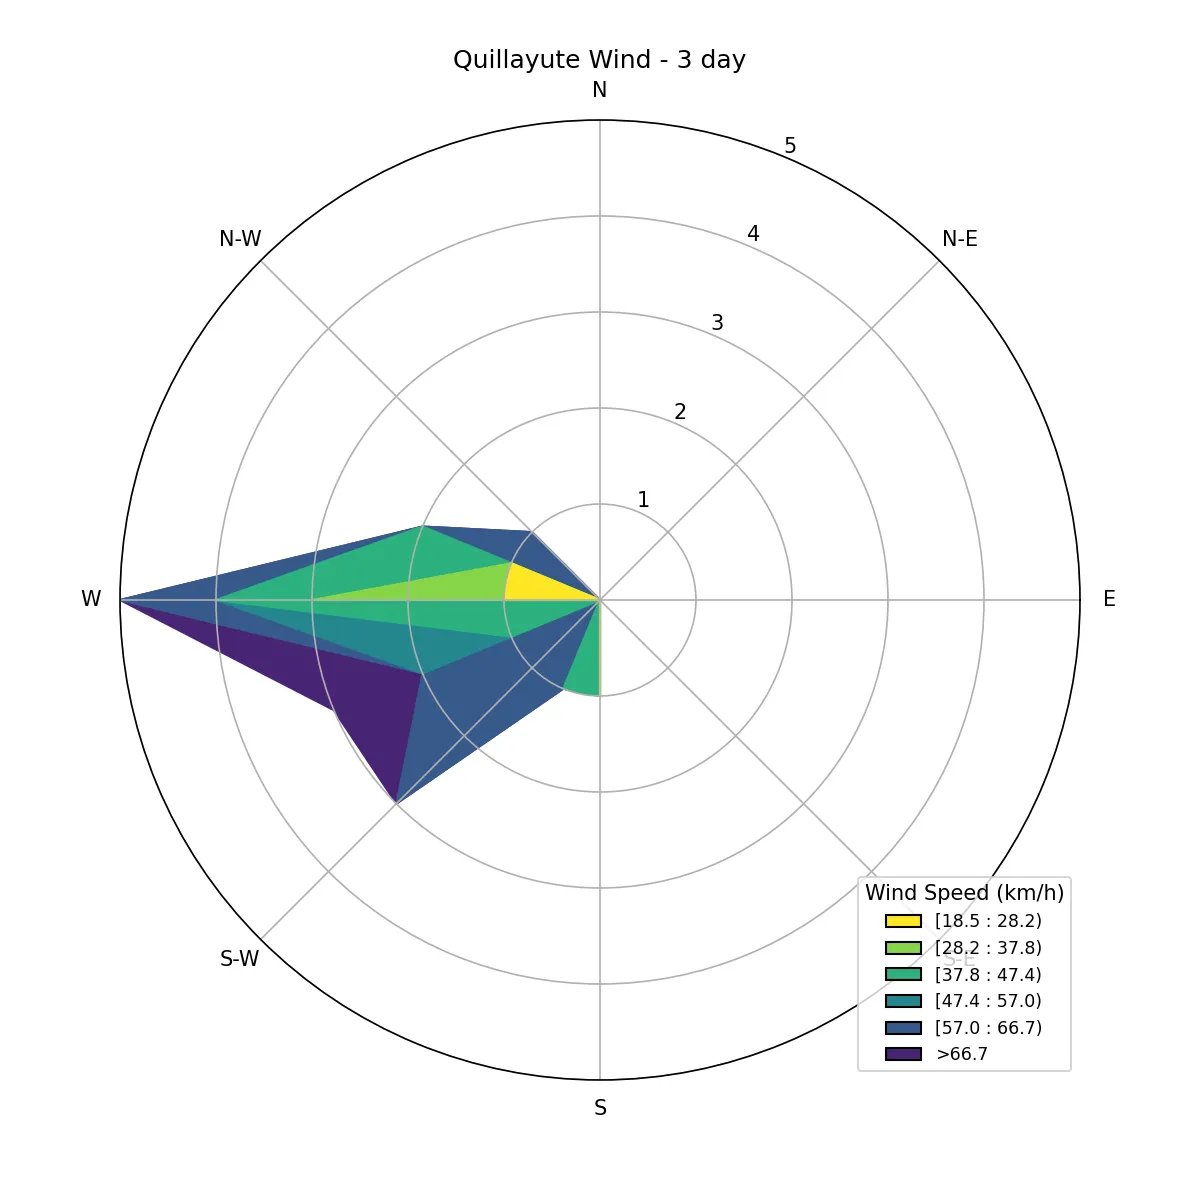 Quillayute Wind - 3 day
N
5
N-W
4
N-E
3
2
1
W
E
S-W
S-E
S
Wind Speed (km/h)
[18.5 : 28.2)
[28.2 : 37.8)
[37.8 : 47.4)
[47.4 : 57.0)
[57.0 : 66.7)
>66.7